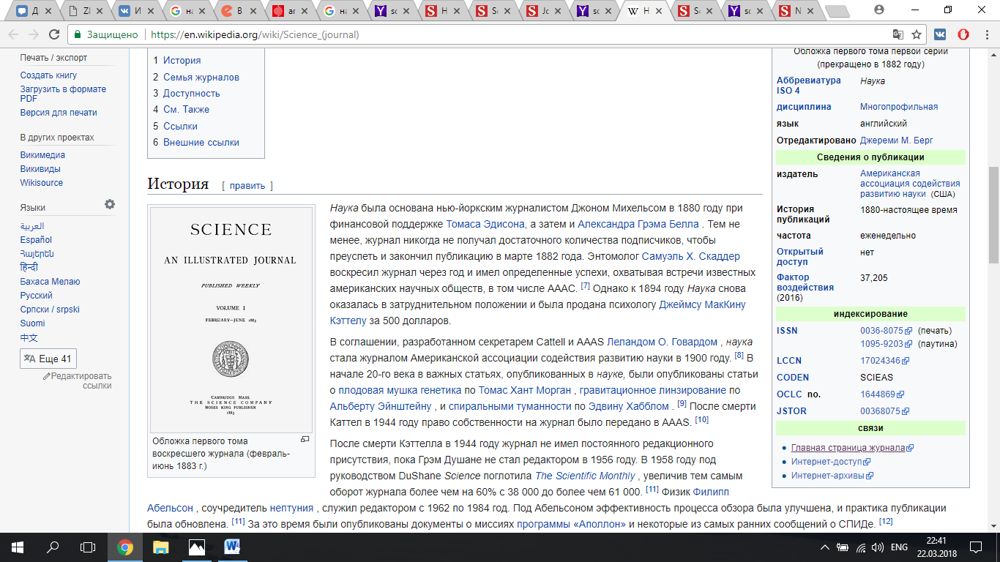 Д
Z8
И
на
В
ar
на
sc
Н
Sc
Jo
sc
Н
Sc
sc
N
Защищено
https://en.wikipedia.org/wiki/Science_(journal)
Печать / экспорт
Создать книгу
Загрузить в формате
PDF
Версия для печати
В других проектах
Викимедиа
Викивиды
Wikisource
Языки
العربية
Español
Հայերեն
हिन्दी
Бахаса Мелаю
Русский
Српски / srpski
Suomi
中文
Еще 41
Редактировать
ссылки
1 История
2 Семья журналов
3 Доступность
4 См. Также
5 Ссылки
6 Внешние ссылки
История [ править ]
SCIENCE
AN ILLUSTRATED JOURNAL
PUBLISHED WEEKLY
VOLUME I
FEBRUARY—JUNE 1883
CAMBRIDGE MASS.
THE SCIENCE COMPANY
MOSES KING PUBLISHER
1883
Обложка первого тома
воскресшего журнала (февраль-
июнь 1883 г.)
Наука была основана нью-йоркским журналистом Джоном Михельсом в 1880 году при
финансовой поддержке Томаса Эдисона, а затем и Александра Грэма Белла . Тем не
менее, журнал никогда не получал достаточного количества подписчиков, чтобы
преуспеть и закончил публикацию в марте 1882 года. Энтомолог Самуэль Х. Скаддер
воскресил журнал через год и имел определенные успехи, охватывая встречи известных
американских научных обществ, в том числе АААС. [7] Однако к 1894 году Наука снова
оказалась в затруднительном положении и была продана психологу Джеймсу МакКину
Кэттелу за 500 долларов.
В соглашении, разработанном секретарем Cattell и AAAS Леландом О. Говардом , наука
стала журналом Американской ассоциации содействия развитию науки в 1900 году. [8] В
начале 20-го века в важных статьях, опубликованных в науке, были опубликованы статьи
о плодовая мушка генетика по Томас Хант Морган , гравитационное линзирование по
Альберту Эйнштейну , и спиральными туманности по Эдвину Хабблом . [9] После смерти
Каттел в 1944 году право собственности на журнал было передано в AAAS. [10]
После смерти Кэттелла в 1944 году журнал не имел постоянного редакционного
присутствия, пока Грэм Душане не стал редактором в 1956 году. В 1958 году под
руководством DuShane Science поглотила The Scientific Monthly , увеличив тем самым
оборот журнала более чем на 60% с 38 000 до более чем 61 000. [11] Физик Филипп
Абельсон , соучредитель нептуния , служил редактором с 1962 по 1984 год. Под Абельсоном эффективность процесса обзора была улучшена, и практика публикации
была обновлена. [11] За это время были опубликованы документы о миссиях программы «Аполлон» и некоторые из самых ранних сообщений о СПИДе. [12]
Обложка первого тома первой серии
(прекращено в 1882 году)
Аббревиатура
ISO 4
Наука
дисциплина Многопрофильная
язык английский
Отредактировано Джереми М. Берг
Сведения о публикации
издатель Американская
ассоциация содействия
развитию науки (США)
История
публикаций
1880-настоящее время
частота еженедельно
Открытый
доступ
нет
Фактор
воздействия
(2016)
37,205
индексирование
ISSN 0036-8075 (печать)
1095-9203 (паутина)
LCCN 17024346
CODEN SCIEAS
OCLC no. 1644869
JSTOR 00368075
связи
Главная страница журнала
Интернет-доступ
Интернет-архивы
ENG
22:41
22.03.2018